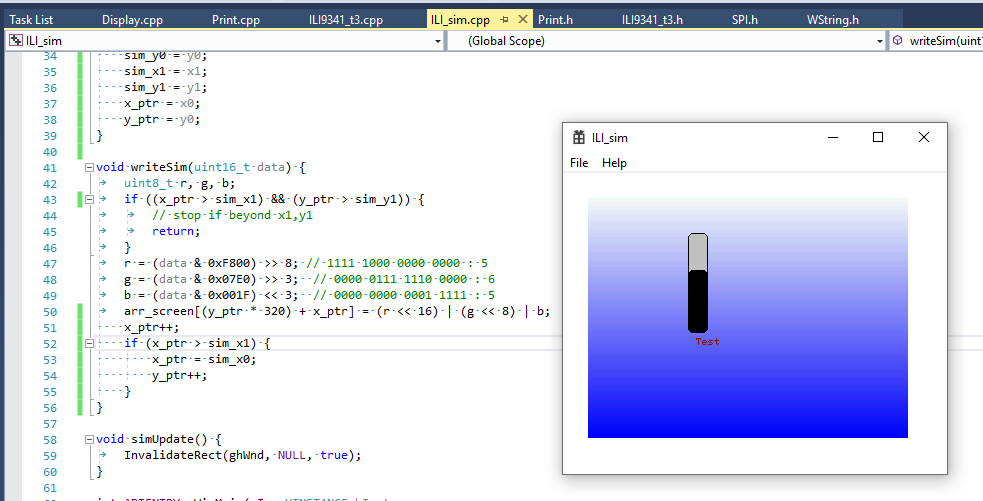 Task List Display.cpp Print.cpp ILI9341_t3.cpp ILI_sim.cpp Print.h ILI9341_t3.h SPI.h WString.h
ILI_sim (Global Scope) writeSim(uint1
34 sim_y0 = y0;
35 sim_x1 = x1;
36 sim_y1 = y1;
37 x_ptr = x0;
38 y_ptr = y0;
39 }
40
41 void writeSim(uint16_t data) {
42 uint8_t r, g, b;
43 if ((x_ptr > sim_x1) && (y_ptr > sim_y1)) {
44 // stop if beyond x1,y1
45 return;
46 }
47 r = (data & 0xF800) >> 8; // 1111 1000 0000 0000 : 5
48 g = (data & 0x07E0) >> 3; // 0000 0111 1110 0000 : 6
49 b = (data & 0x001F) << 3; // 0000 0000 0001 1111 : 5
50 arr_screen[(y_ptr * 320) + x_ptr] = (r << 16) | (g << 8) | b;
51 x_ptr++;
52 if (x_ptr > sim_x1) {
53 x_ptr = sim_x0;
54 y_ptr++;
55 }
56 }
57
58 void simUpdate() {
59 InvalidateRect(ghWnd, NULL, true);
60 }
61
ILI_sim
File Help
Test